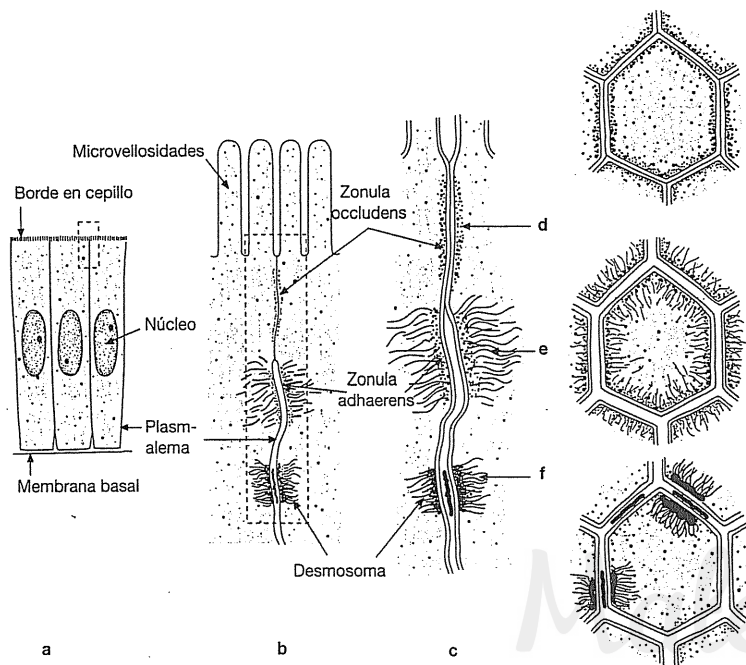 Microvellosidades
Borde en cepillo
Zonula
occludens
d
Núcleo
e
Zonula
adhaerens
Plasm-
alema
f
Membrana basal
Desmosoma
a
b
c